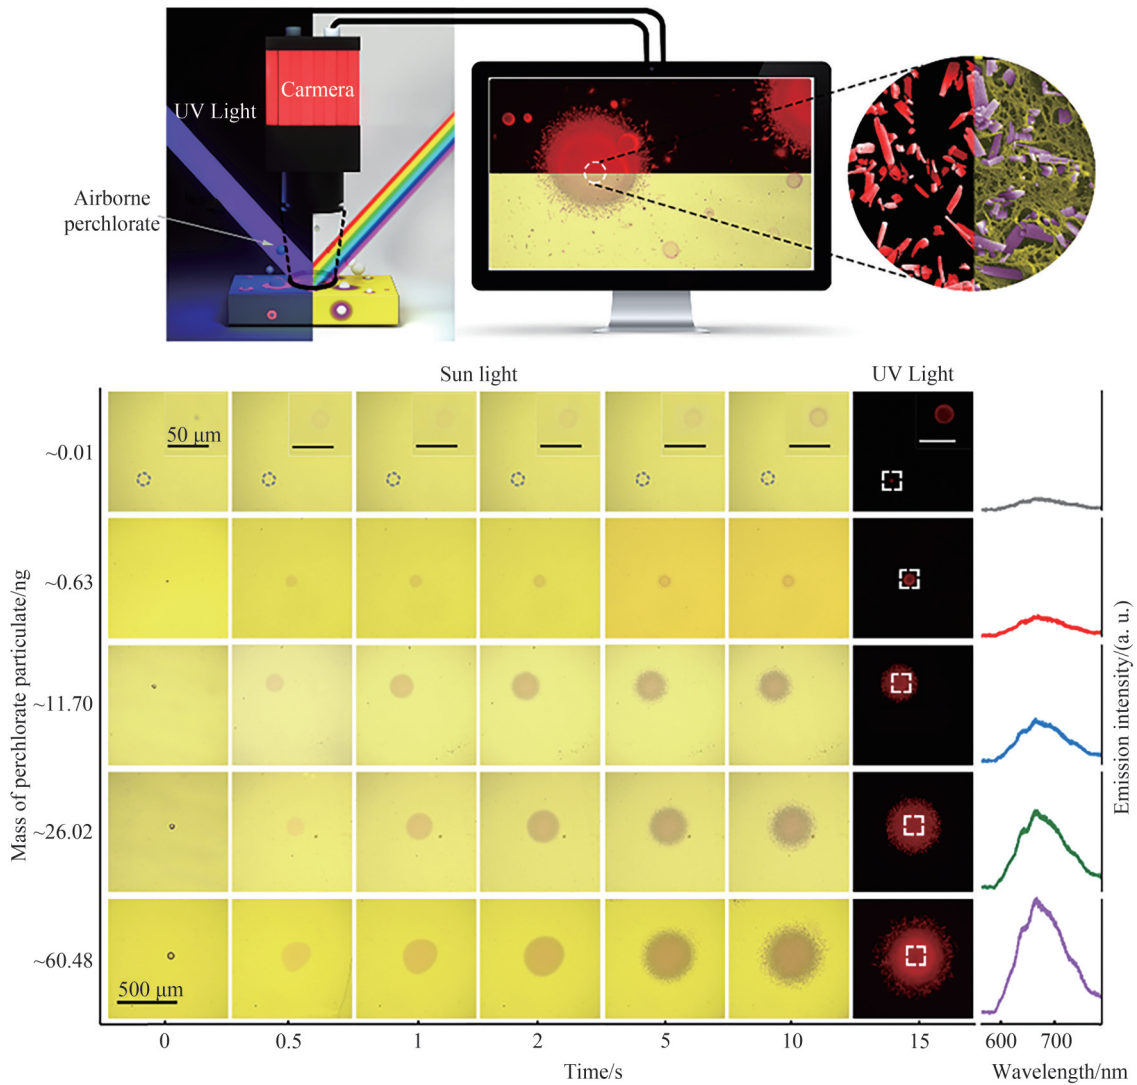 Carmera
UV Light
Airborne
perchlorate
Sun light
UV Light
50 μm
~0.01
~0.63
~11.70
~26.02
~60.48
500 μm
Mass of perchlorate particulate/ng
Emission intensity/(a. u.)
0
0.5
1
2
5
10
15
600
700
Time/s
Wavelength/nm